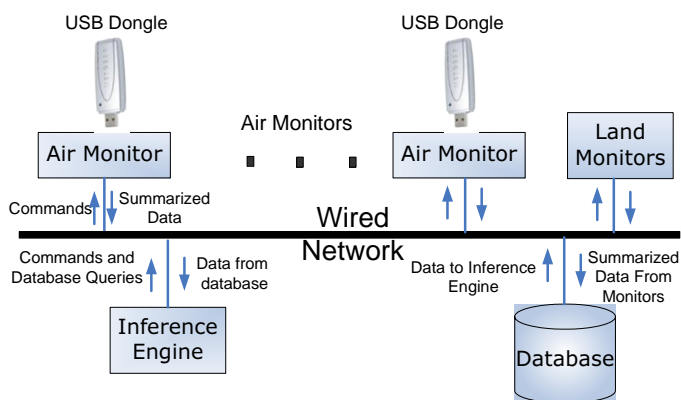 USB Dongle
USB Dongle
Air Monitors
Air Monitor
Air Monitor
Land
Monitors
Commands
Summarized
Data
Wired
Network
Commands and
Database Queries
Data from
database
Data to Inference
Engine
Summarized
Data From
Monitors
Inference
Engine
Database